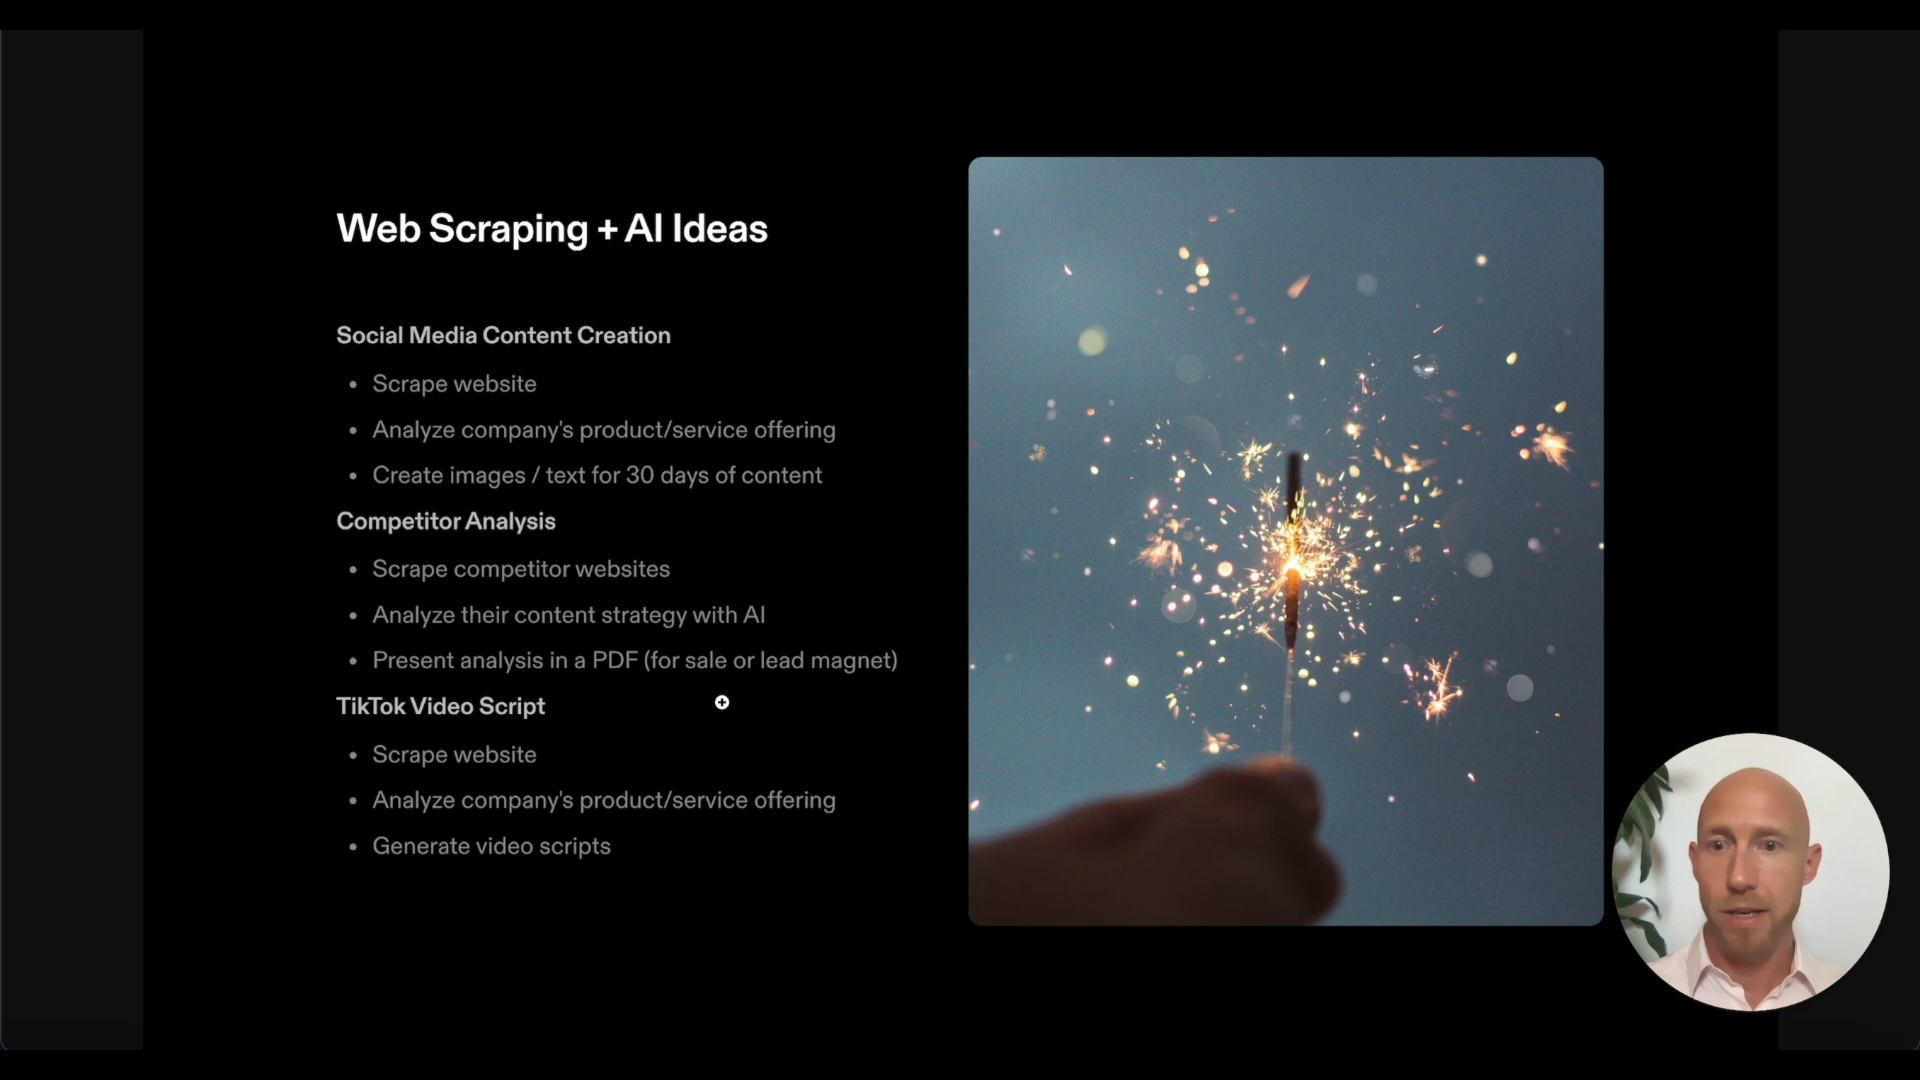 Web Scraping + AI Ideas
Social Media Content Creation
• Scrape website
• Analyze company's product/service offering
• Create images / text for 30 days of content
Competitor Analysis
• Scrape competitor websites
• Analyze their content strategy with AI
• Present analysis in a PDF (for sale or lead magnet)
TikTok Video Script
• Scrape website
• Analyze company's product/service offering
• Generate video scripts